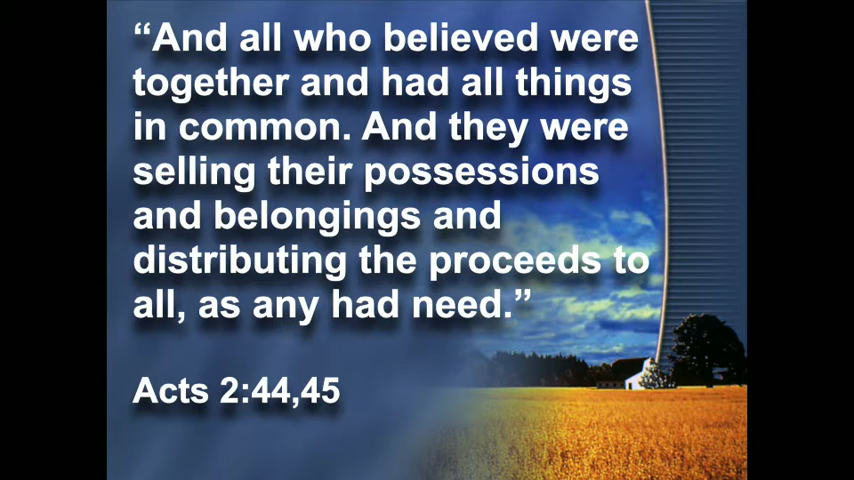 “And all who believed were
together and had all things
in common. And they were
selling their possessions
and belongings and
distributing the proceeds to
all, as any had need.”
Acts 2:44,45